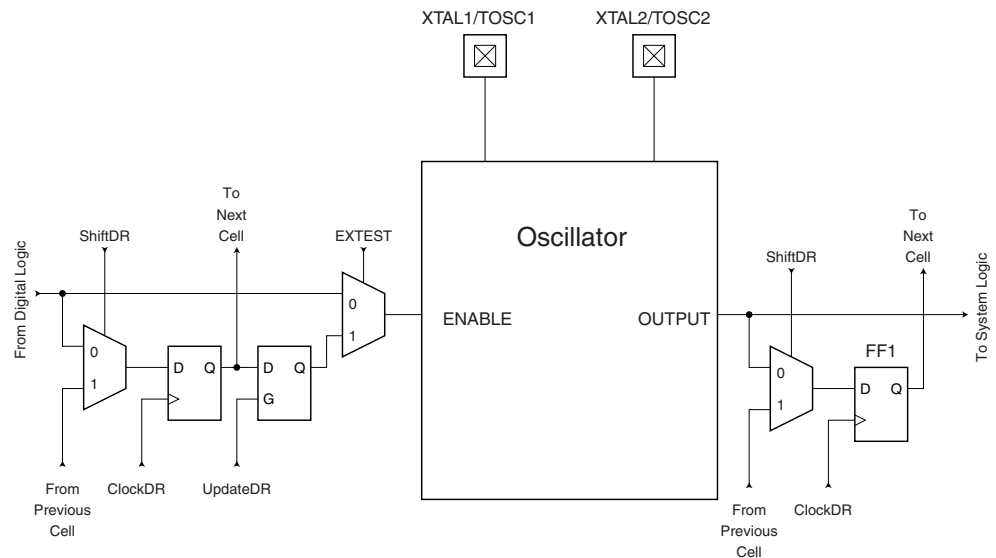 XTAL1/TOSC1
XTAL2/TOSC2
To
Next
Cell
ShiftDR
EXTEST
From Digital Logic
0
1
D
Q
D
Q
G
0
1
From
Previous
Cell
ClockDR
UpdateDR
Oscillator
ENABLE
OUTPUT
To
Next
Cell
ShiftDR
To System Logic
FF1
0
1
D
Q
From
Previous
Cell
ClockDR